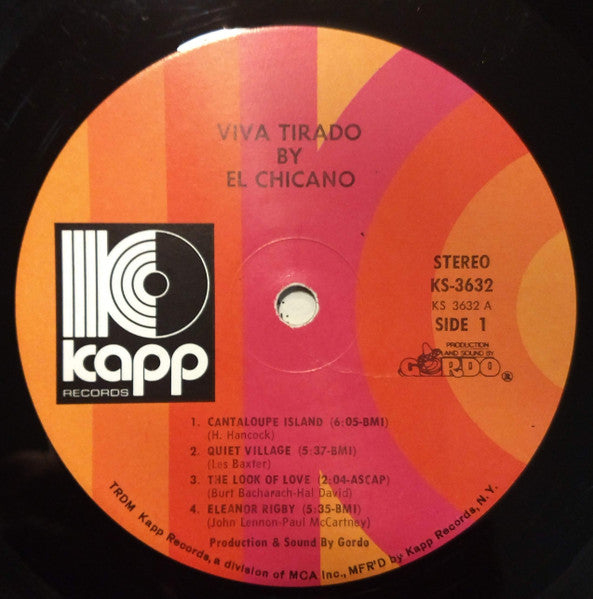 VIVA TIRADO
BY
EL CHICANO
kapp
RECORDS
STEREO
KS-3632
KS 3632 A
SIDE 1
PRODUCTION
AND SOUND BY
GORDO
1. CANTALOUPE ISLAND (6:05-BMI)
(H. Hancock)
2. QUIET VILLAGE (5:37-BMI)
(Les Baxter)
3. THE LOOK OF LOVE (2:04-ASCAP)
(Burt Bacharach-Hal David)
4. ELEANOR RIGBY (5:35-BMI)
(John Lennon-Paul McCartney)
Production & Sound By Gordo
TRDM Kapp Records, a division of MCA Inc., MFR'D by Kapp Records, N.Y.